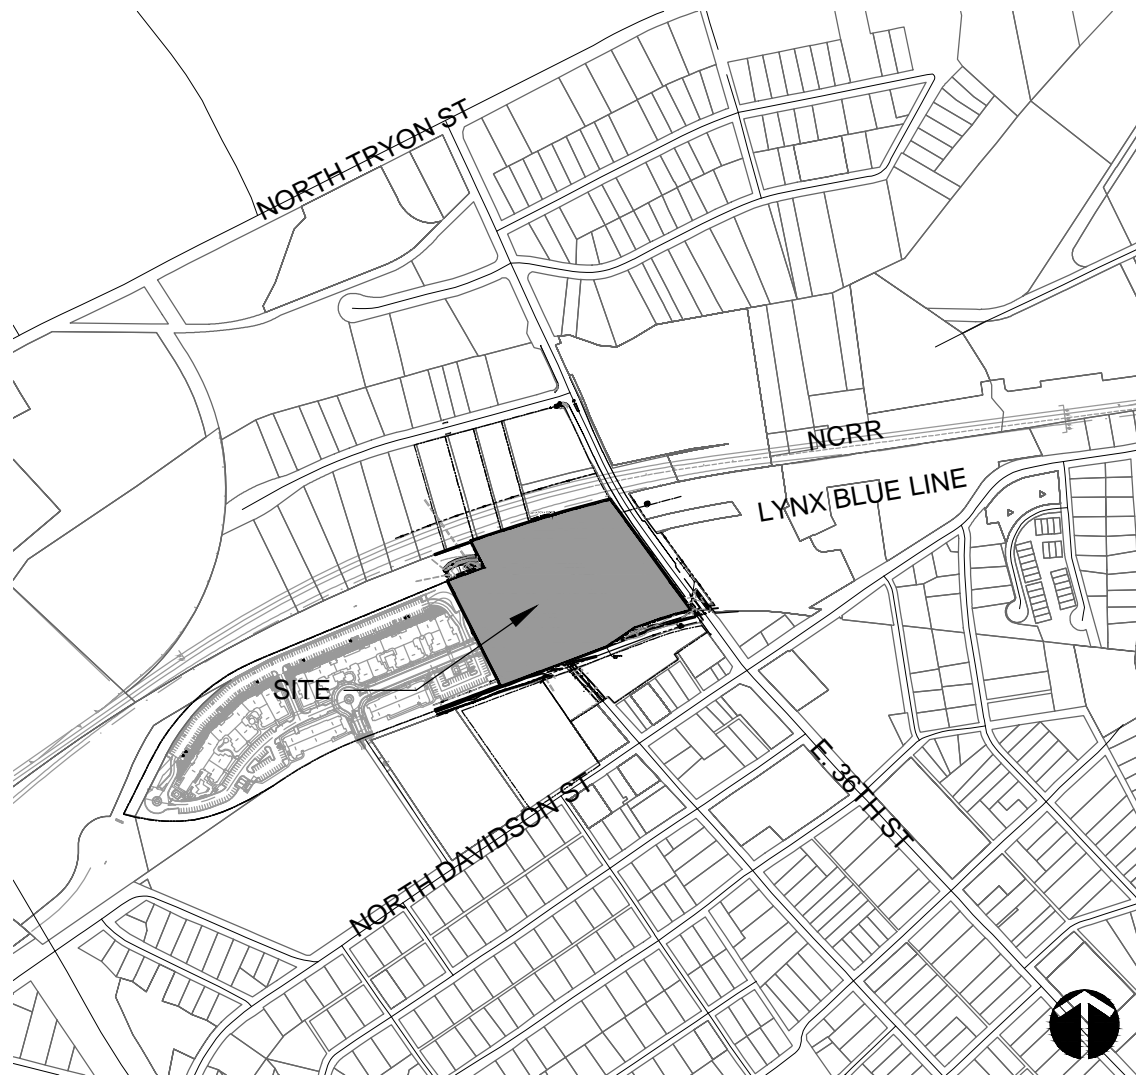 NORTH TRYON ST
NCRR
LYNX BLUE LINE
SITE
E. 36TH ST
NORTH DAVIDSON ST